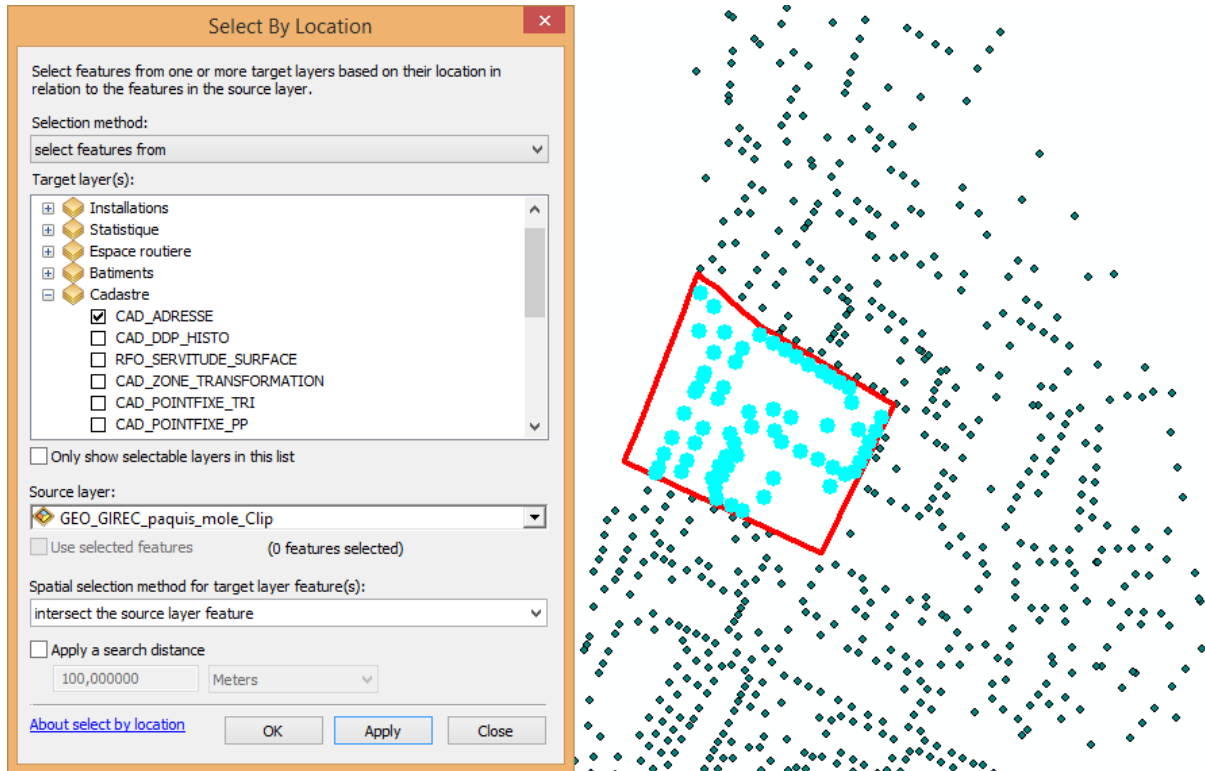 Select By Location
Select features from one or more target layers based on their location in
relation to the features in the source layer.
Selection method:
select features from
Target layer(s):
Installations
Statistique
Espace routiere
Batiments
Cadastre
CAD_ADRESSE
CAD_DDP_HISTO
RFO_SERVITUDE_SURFACE
CAD_ZONE_TRANSFORMATION
CAD_POINTFIXE_TRI
CAD_POINTFIXE_PP
Only show selectable layers in this list
Source layer:
GEO_GIREC_paquis_mole_Clip
Use selected features (0 features selected)
Spatial selection method for target layer feature(s):
intersect the source layer feature
Apply a search distance
100,000000 Meters
About select by location OK Apply Close